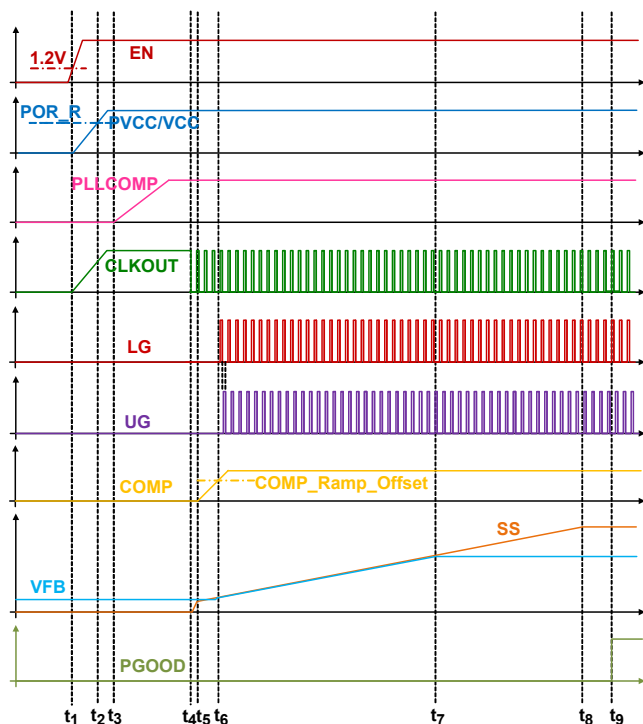 EN
1.2V
POR_R
PVCC/VCC
PLLCOMP
CLKOUT
LG
UG
COMP
COMP_Ramp_Offset
SS
VFB
PGOOD
t1 t2 t3 t4 t5 t6 t7 t8 t9